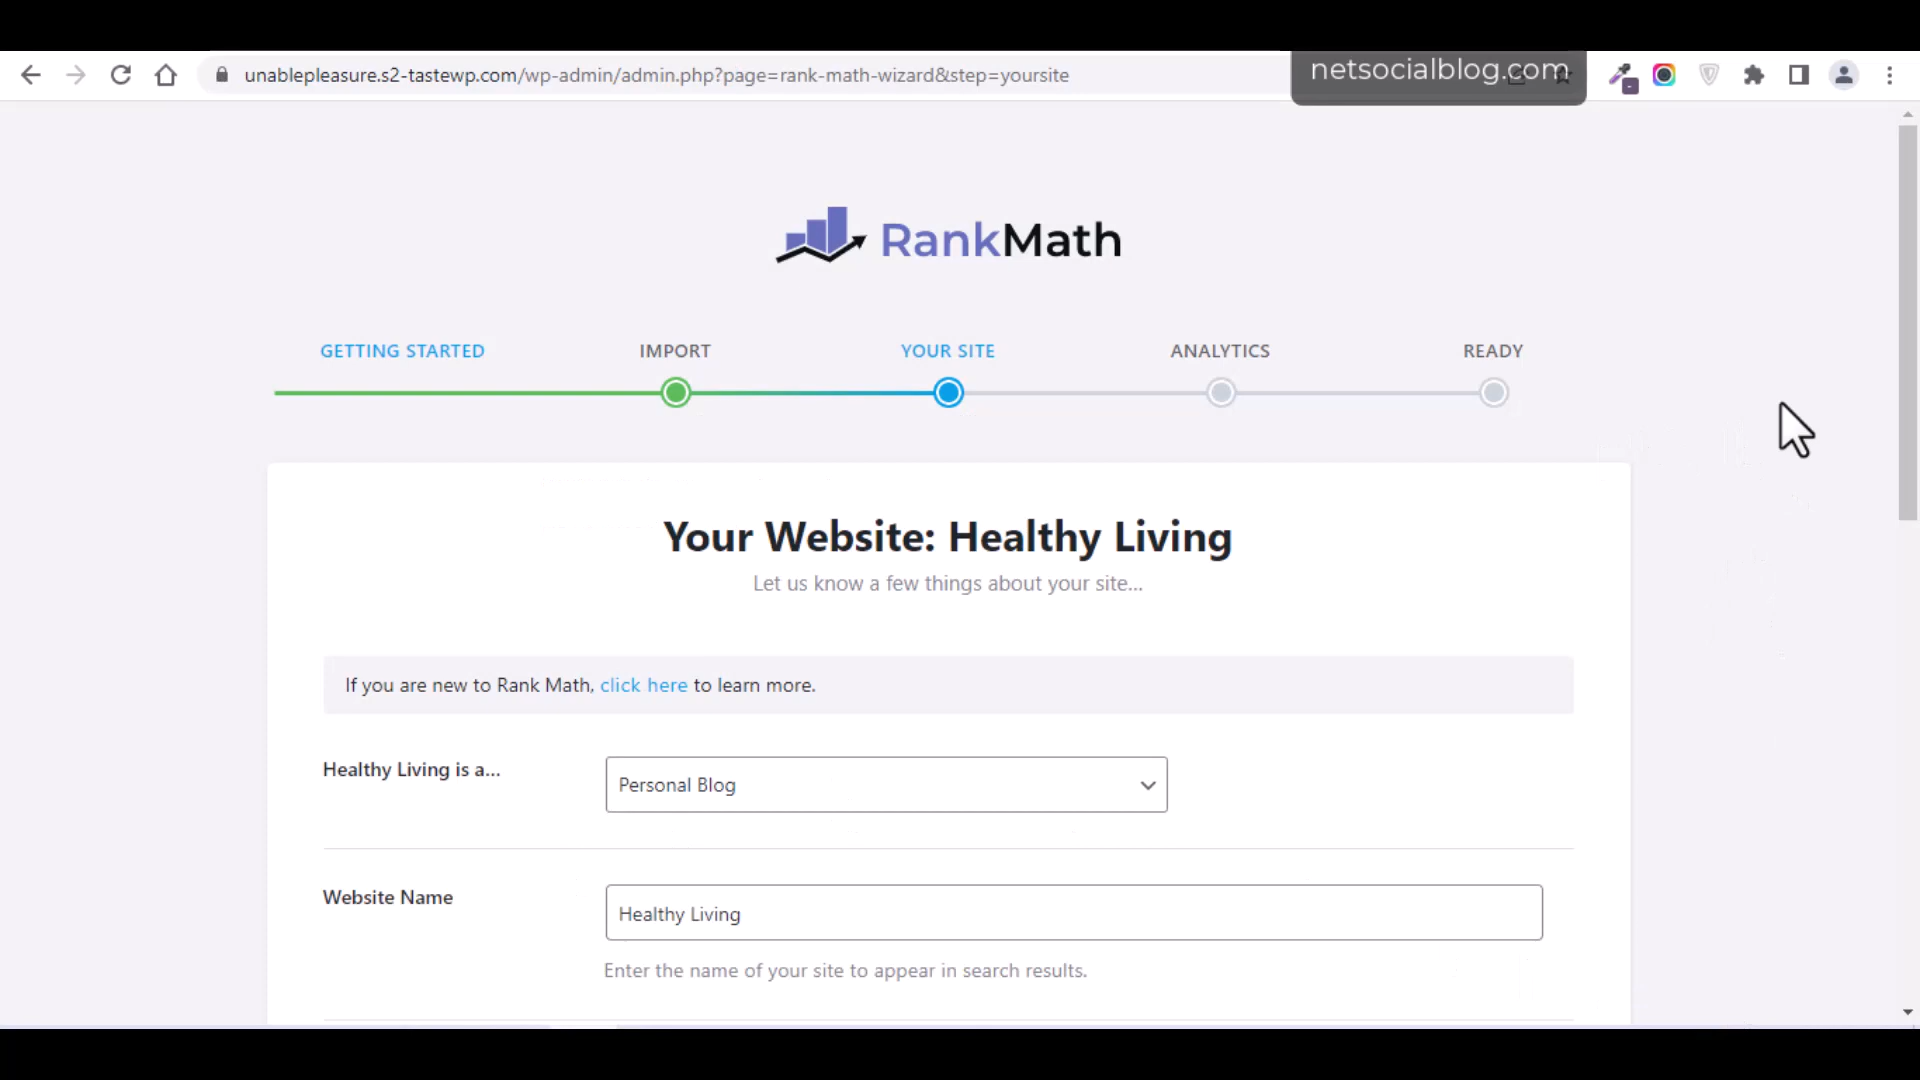 unablepleasure.s2-tastewp.com/wp-admin/admin.php?page=rank-math-wizard&step=yoursite
netsocialblog.com
RankMath
GETTING STARTED IMPORT YOUR SITE ANALYTICS READY
Your Website: Healthy Living
Let us know a few things about your site...
If you are new to Rank Math, click here to learn more.
Healthy Living is a...
Personal Blog
Website Name
Healthy Living
Enter the name of your site to appear in search results.